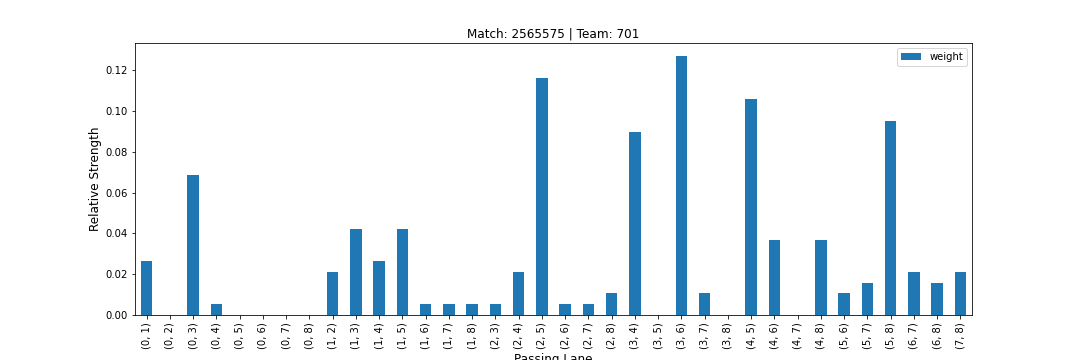 Match: 2565575 | Team: 701
weight
0.12
0.10
0.08
0.06
0.04
0.02
0.00
Relative Strength
(0, 1) (0, 2) (0, 3) (0, 4) (0, 5) (0, 6) (0, 7) (0, 8) (1, 2) (1, 3) (1, 4) (1, 5) (1, 6) (1, 7) (1, 8) (2, 3) (2, 4) (2, 5) (2, 6) (2, 7) (2, 8) (3, 4) (3, 5) (3, 6) (3, 7) (3, 8) (4, 5) (4, 6) (4, 7) (4, 8) (5, 6) (5, 7) (5, 8) (6, 7) (6, 8) (7, 8)
Passing Lane